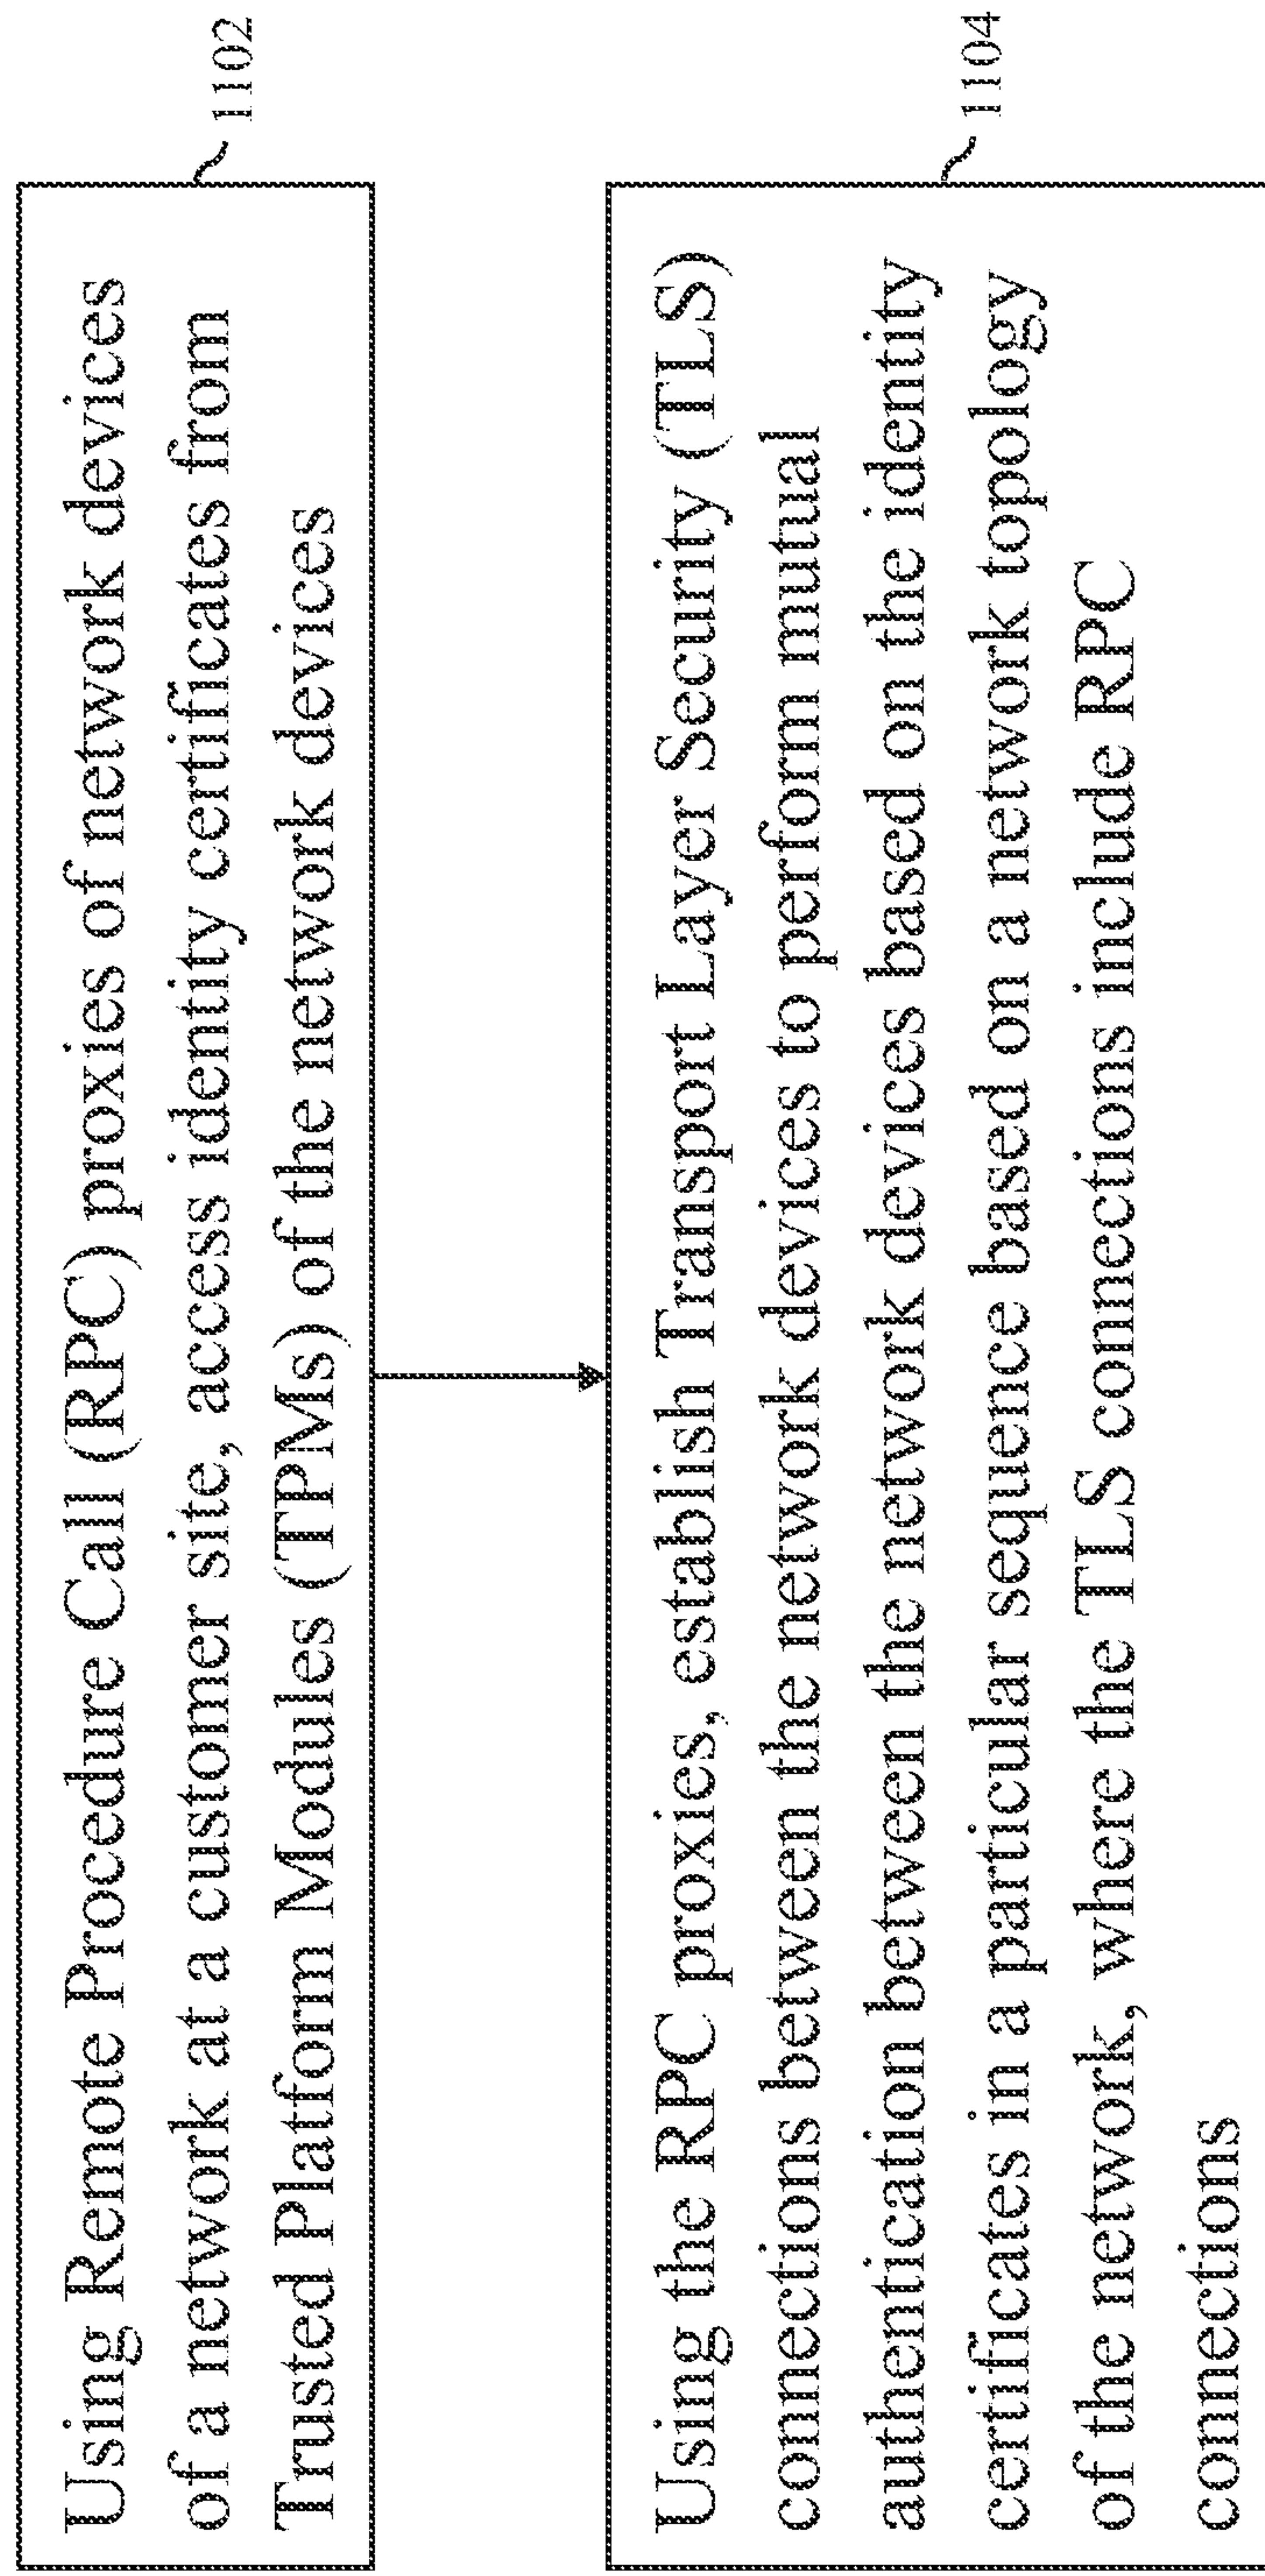 Using Remote Procedure Call (RPC) proxies of network devices
of a network at a customer site, access identity certificates from
Trusted Platform Modules (TPMs) of the network devices
1102
Using the RPC proxies, establish Transport Layer Security (TLS)
connections between the network devices to perform mutual
authentication between the network devices based on the identity
certificates in a particular sequence based on a network topology
of the network, where the TLS connections include RPC
connections
1104